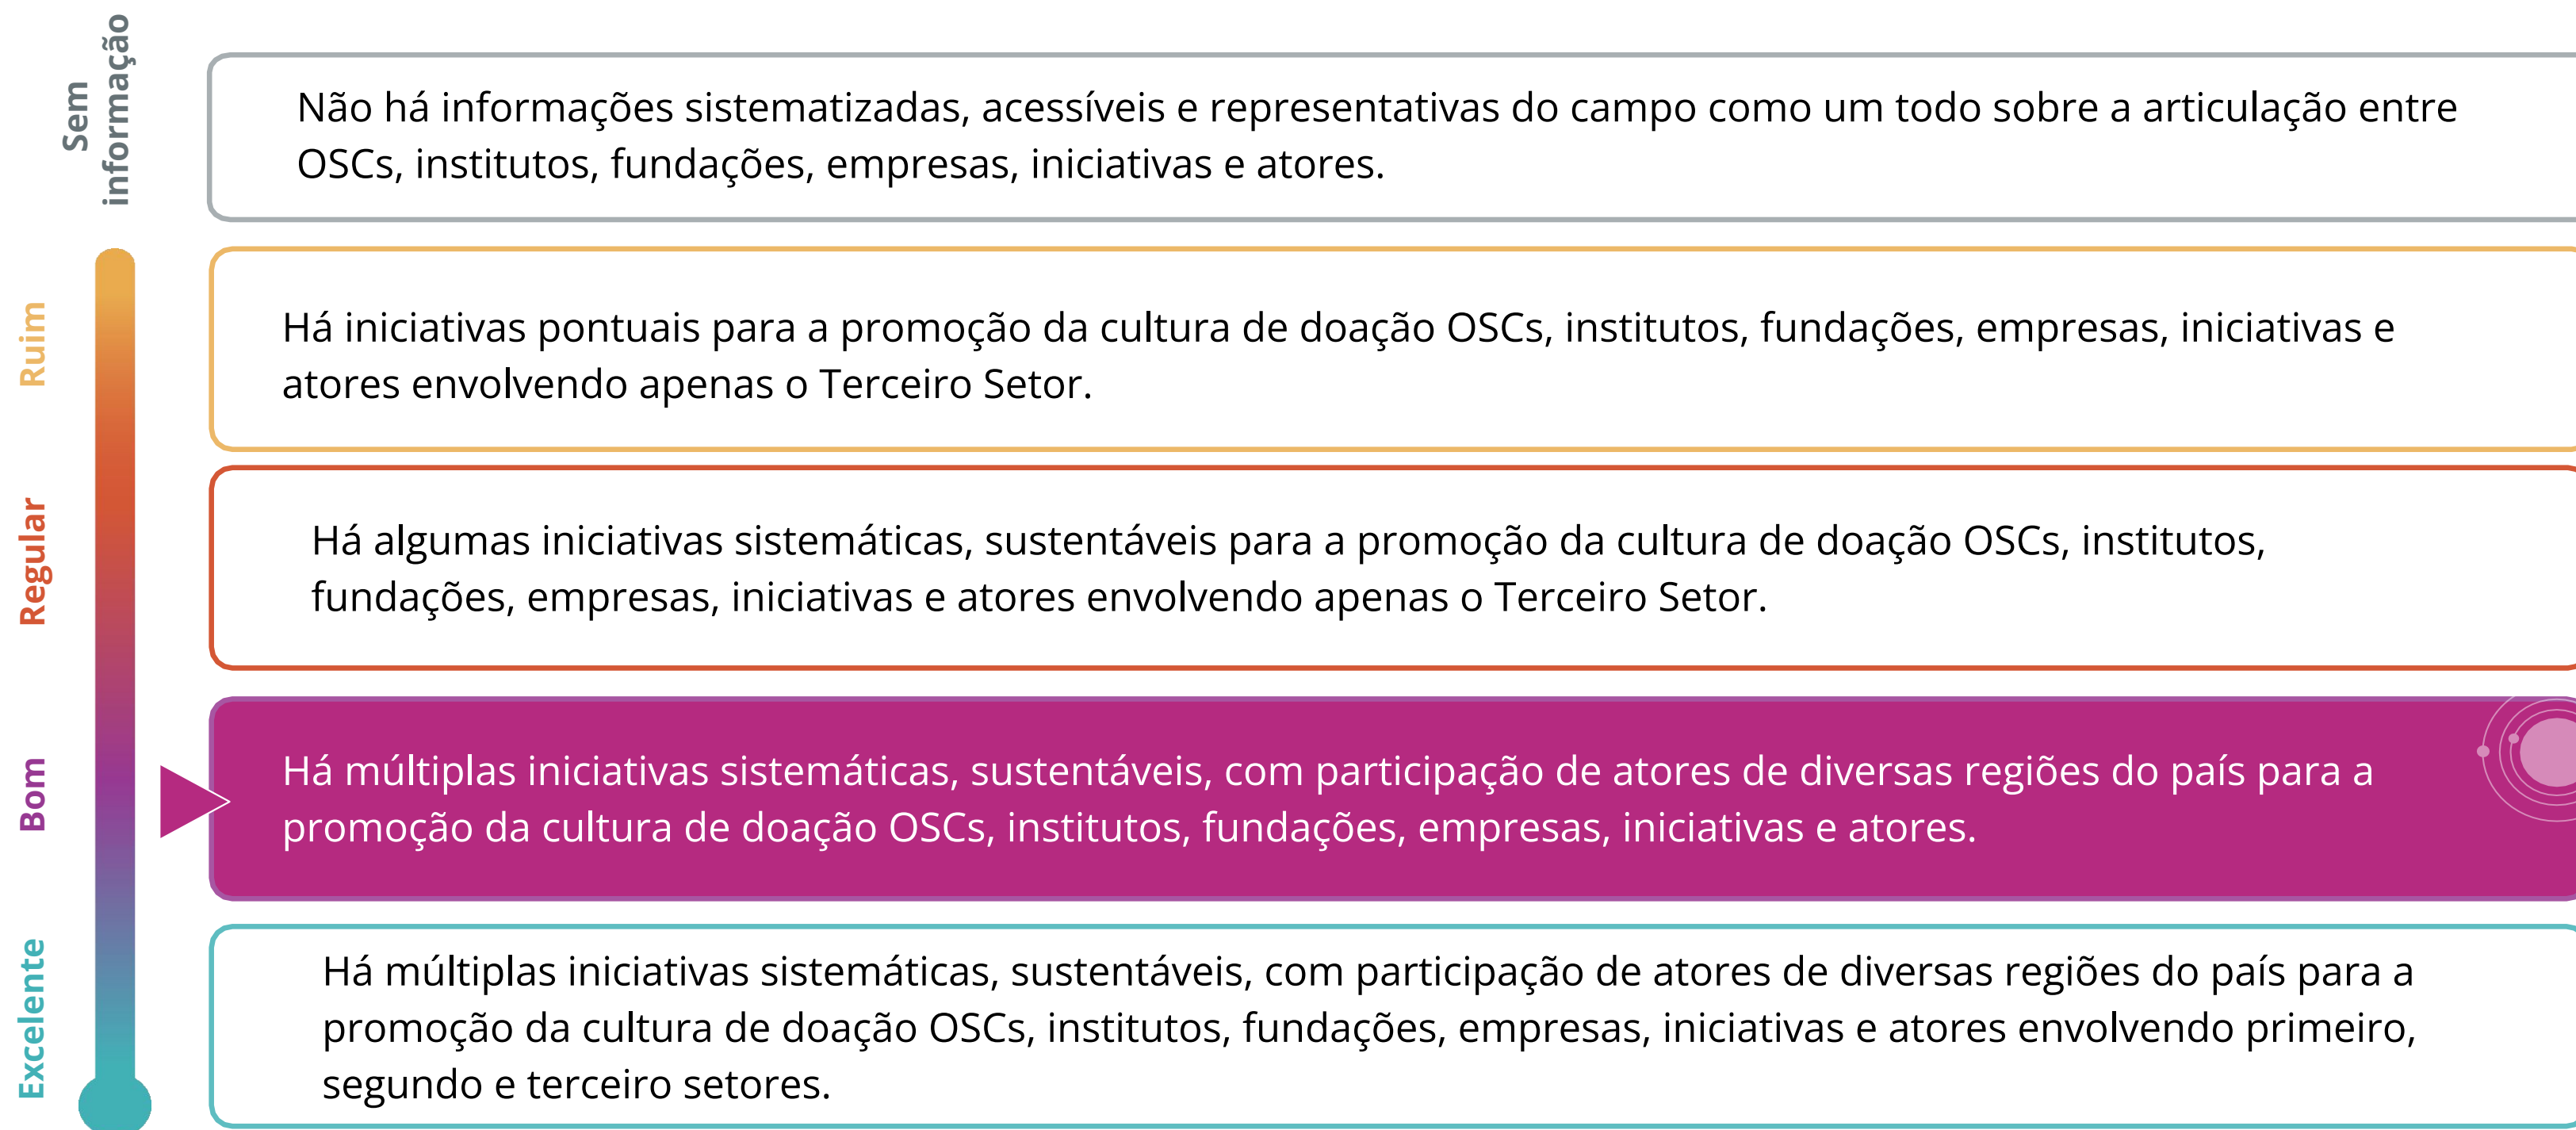 Sem
informação
Não há informações sistematizadas, acessíveis e representativas do campo como um todo sobre a articulação entre
OSCs, institutos, fundações, empresas, iniciativas e atores.
Ruim
Há iniciativas pontuais para a promoção da cultura de doação OSCs, institutos, fundações, empresas, iniciativas e
atores envolvendo apenas o Terceiro Setor.
Regular
Há algumas iniciativas sistemáticas, sustentáveis para a promoção da cultura de doação OSCs, institutos,
fundações, empresas, iniciativas e atores envolvendo apenas o Terceiro Setor.
Bom
Há múltiplas iniciativas sistemáticas, sustentáveis, com participação de atores de diversas regiões do país para a
promoção da cultura de doação OSCs, institutos, fundações, empresas, iniciativas e atores.
Excelente
Há múltiplas iniciativas sistemáticas, sustentáveis, com participação de atores de diversas regiões do país para a
promoção da cultura de doação OSCs, institutos, fundações, empresas, iniciativas e atores envolvendo primeiro,
segundo e terceiro setores.